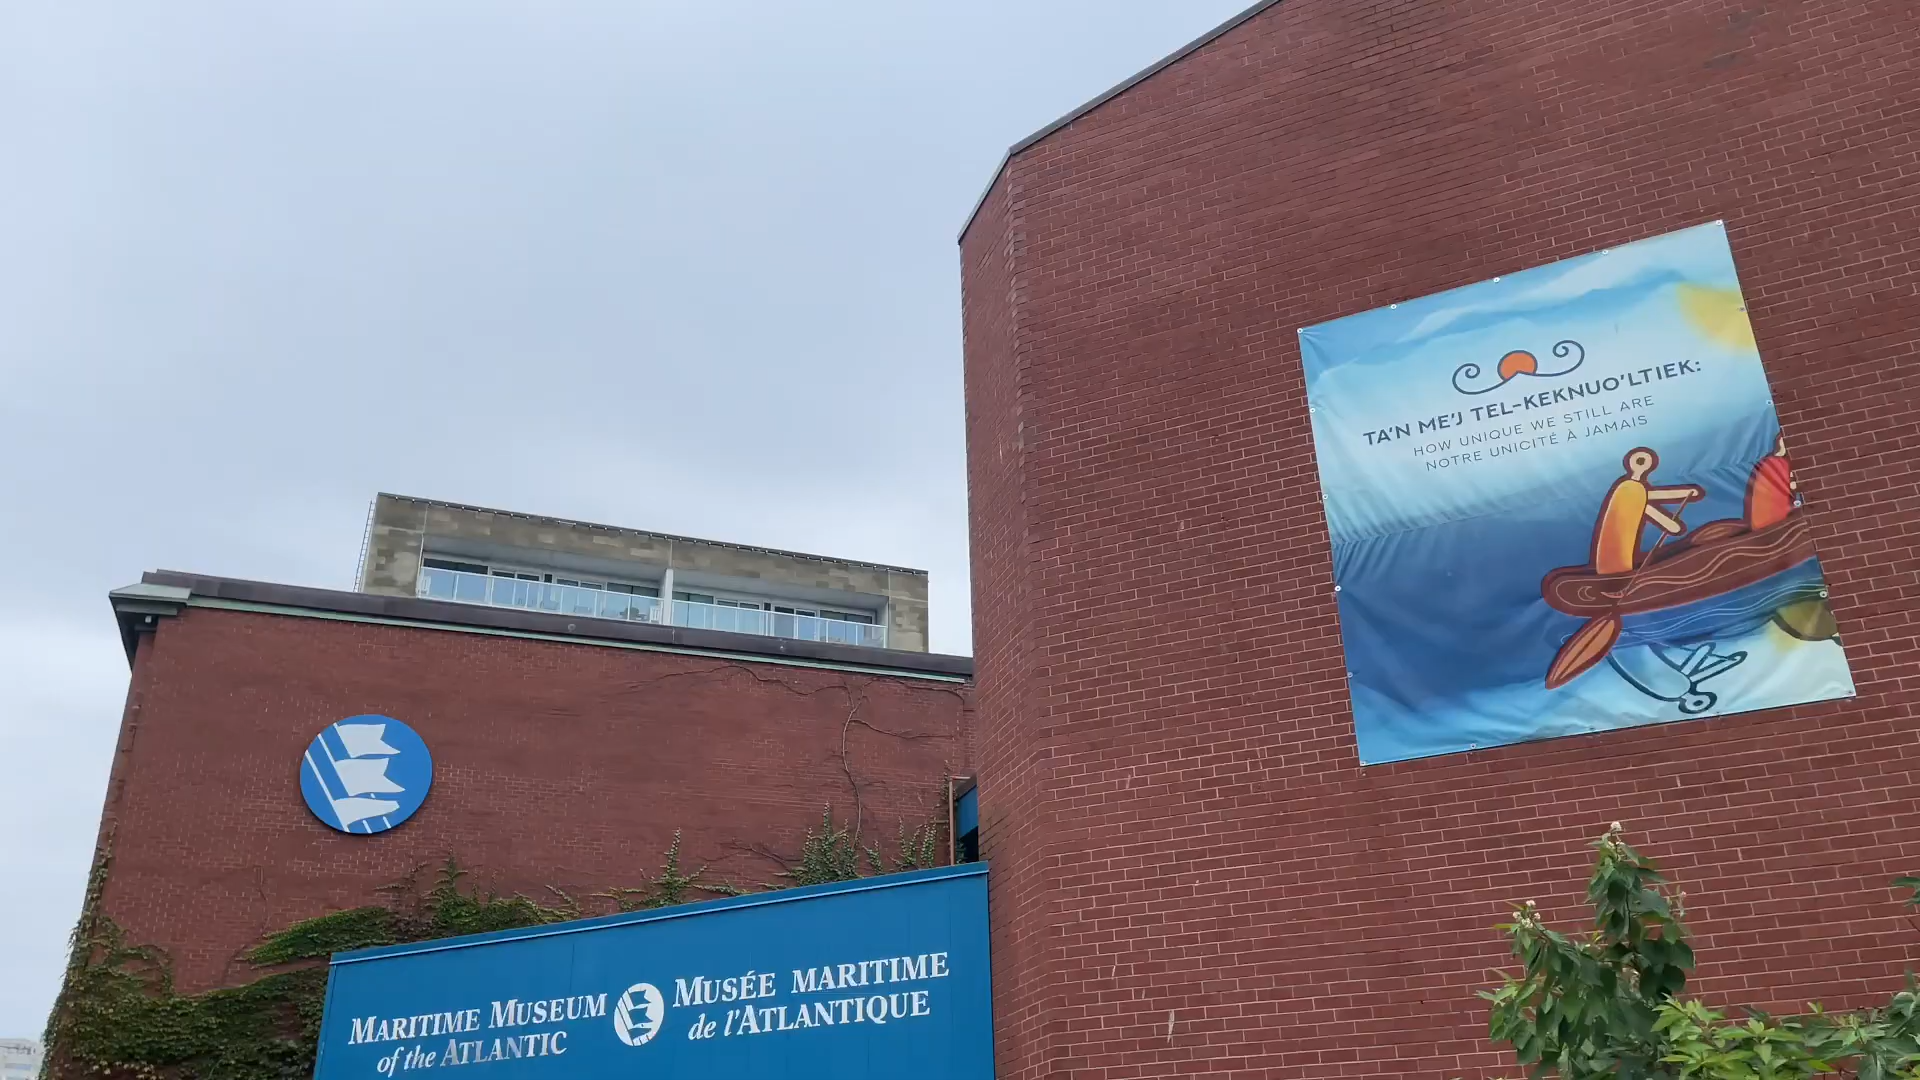 TA'N ME'J TEL-KEKNUO'LTIEK:
HOW UNIQUE WE STILL ARE
NOTRE UNICITÉ À JAMAIS
MARITIME MUSEUM
of the ATLANTIC
MUSÉE MARITIME
de l'ATLANTIQUE